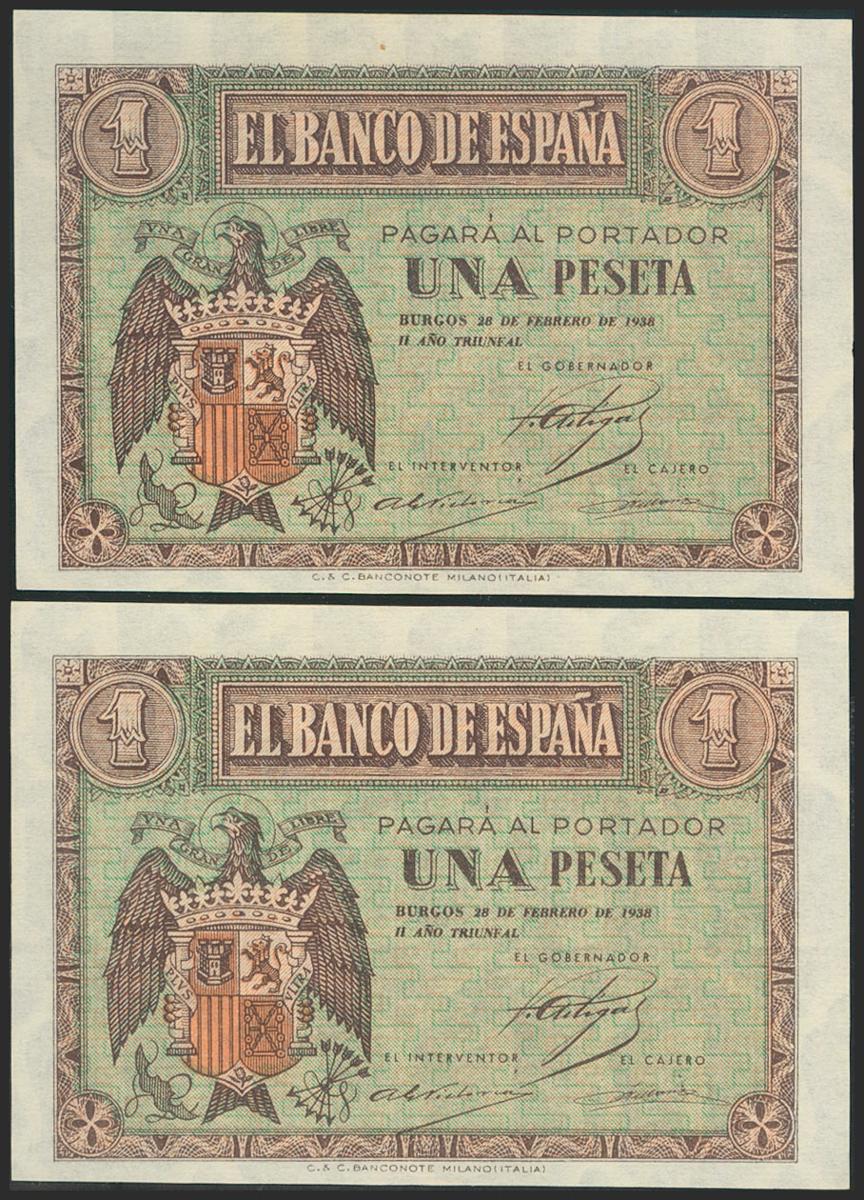 1 EL BANCO DE ESPAÑA 1
VNA GRANDE LIBRE
PAGARÁ AL PORTADOR
UNA PESETA
BURGOS 28 DE FEBRERO DE 1938
II AÑO TRIUNFAL
EL GOBERNADOR
PLVS VLTRA
EL INTERVENTOR, EL CAJERO
C. & C. BANCONOTE MILANO (ITALIA)
1 EL BANCO DE ESPAÑA 1
VNA GRANDE LIBRE
PAGARÁ AL PORTADOR
UNA PESETA
BURGOS 28 DE FEBRERO DE 1938
II AÑO TRIUNFAL
EL GOBERNADOR
PLVS VLTRA
EL INTERVENTOR, EL CAJERO
C. & C. BANCONOTE MILANO (ITALIA)